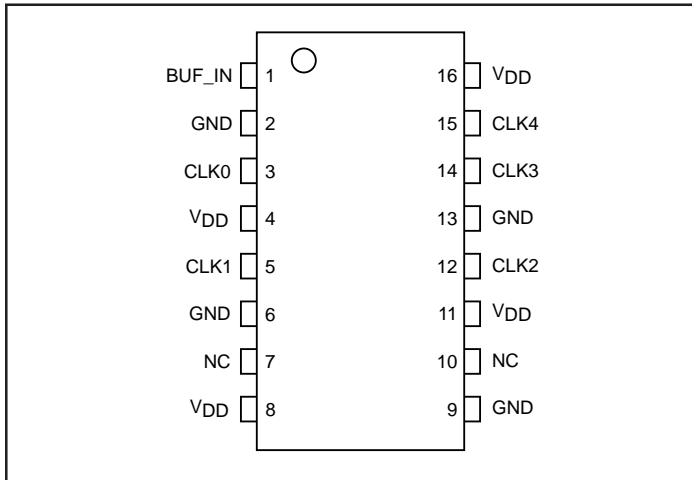 BUF_IN 1 16 VDD
GND 2 15 CLK4
CLK0 3 14 CLK3
VDD 4 13 GND
CLK1 5 12 CLK2
GND 6 11 VDD
NC 7 10 NC
VDD 8 9 GND